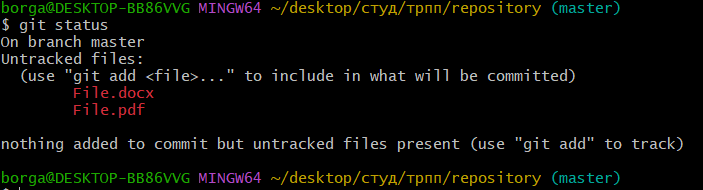 borga@DESKTOP-BB86VVG MINGW64 ~/desktop/студ/трпп/repository (master)
$ git status
On branch master
Untracked files:
  (use "git add <file>..." to include in what will be committed)
        File.docx
        File.pdf

nothing added to commit but untracked files present (use "git add" to track)

borga@DESKTOP-BB86VVG MINGW64 ~/desktop/студ/трпп/repository (master)
$